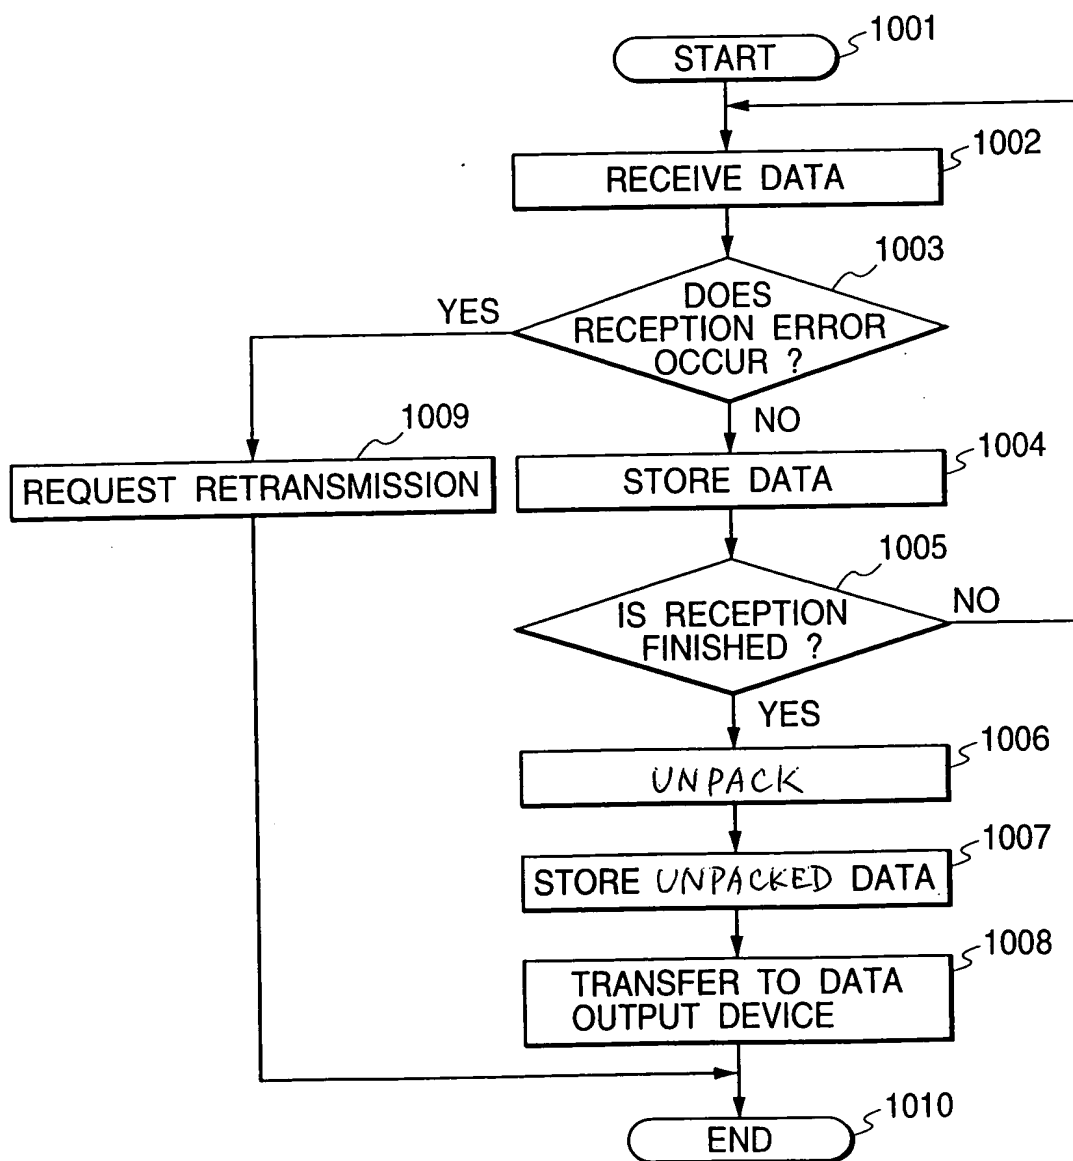 START
1001
RECEIVE DATA
1002
DOES
RECEPTION ERROR
OCCUR ?
1003
YES
NO
REQUEST RETRANSMISSION
1009
STORE DATA
1004
IS RECEPTION
FINISHED ?
1005
NO
YES
UNPACK
1006
STORE UNPACKED DATA
1007
TRANSFER TO DATA
OUTPUT DEVICE
1008
END
1010